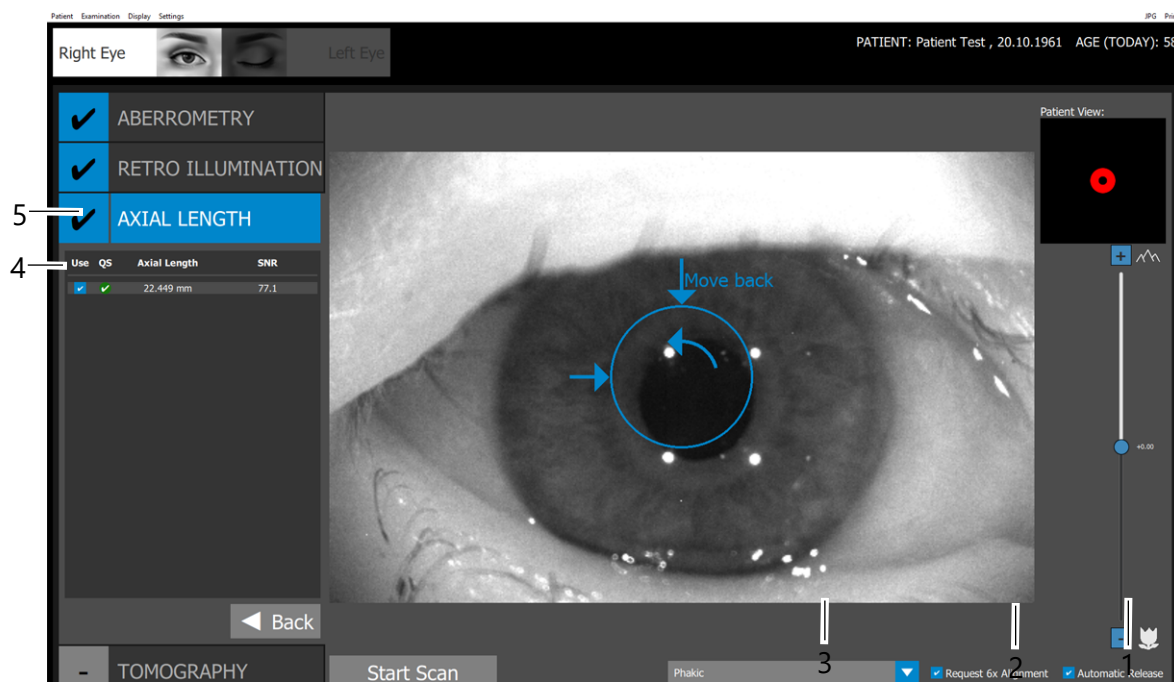 Patient Examination Display Settings JPG
Right Eye Left Eye PATIENT: Patient Test , 20.10.1961 AGE (TODAY): 58
ABERROMETRY
Patient View:
RETRO ILLUMINATION
5 AXIAL LENGTH
4 Use QS Axial Length SNR
22.449 mm 77.1
Move back
+
+0.00
Back
-
3 2 1
- TOMOGRAPHY
Start Scan Phakic Request 6x Alignment Automatic Release